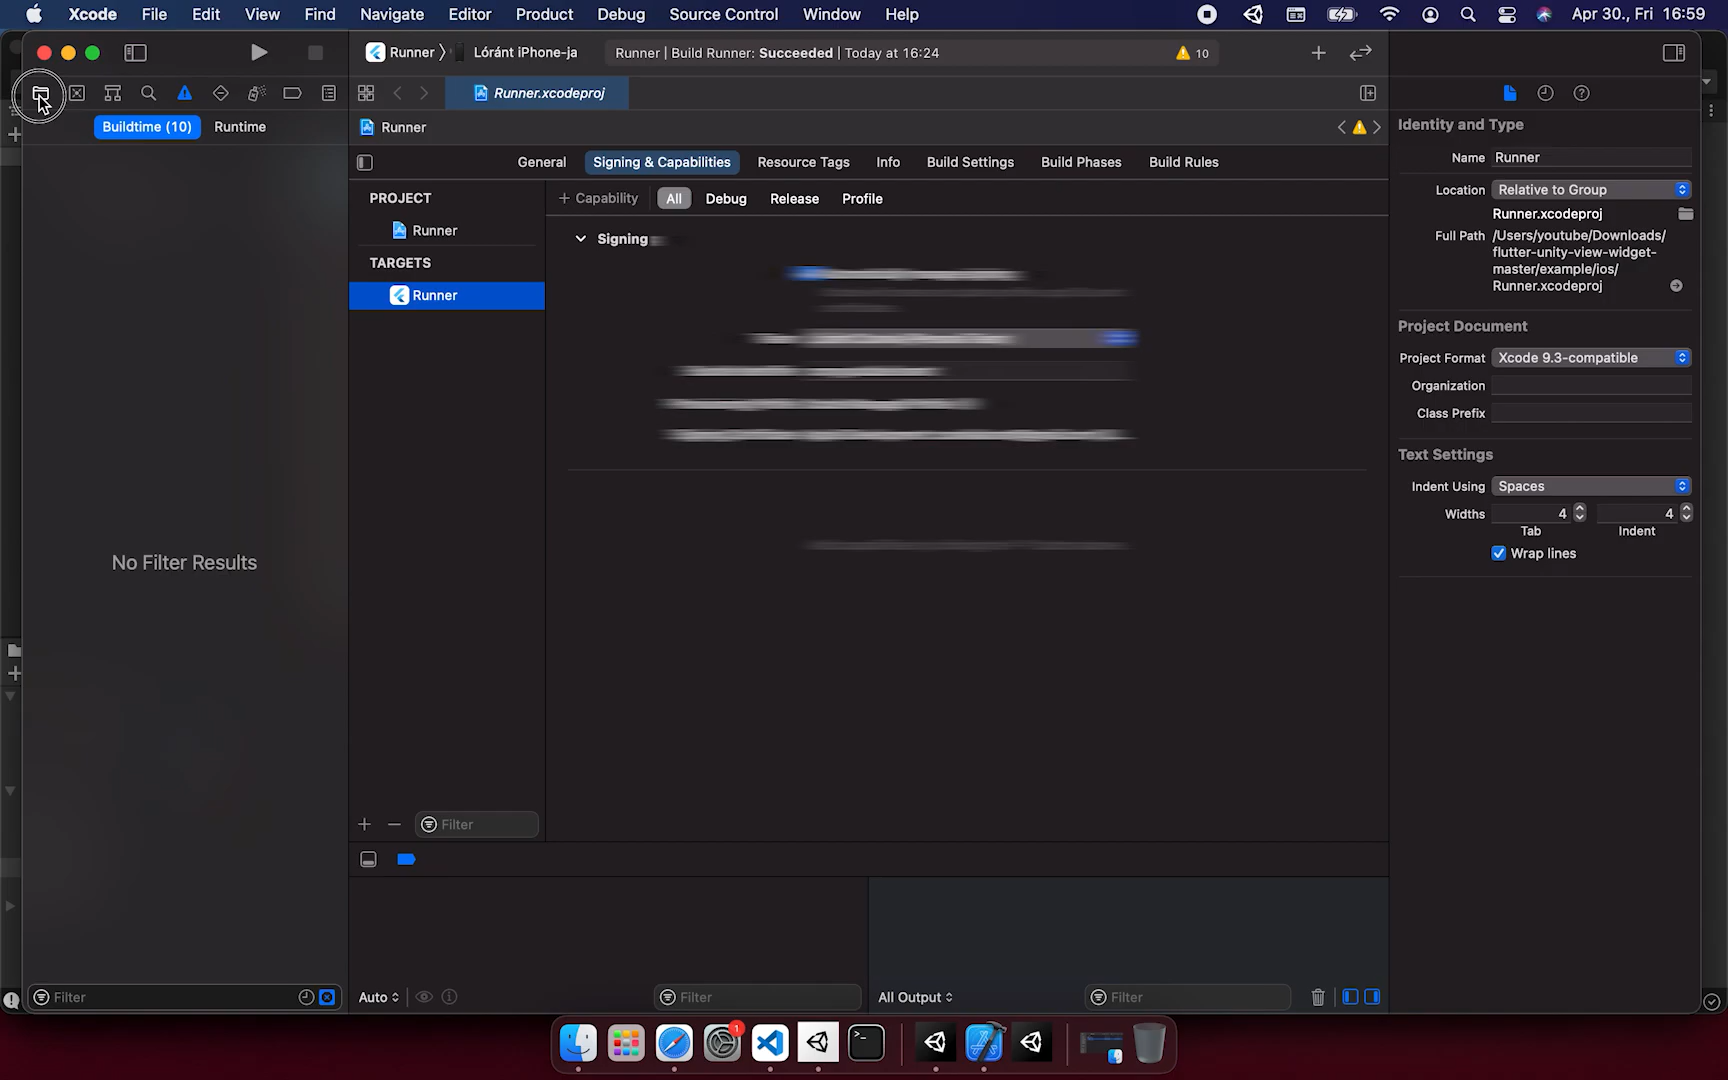 Xcode File Edit View Find Navigate Editor Product Debug Source Control Window Help Apr 30., Fri 16:59
Runner Lóránt iPhone-ja Runner | Build Runner: Succeeded | Today at 16:24 10
Runner.xcodeproj
Buildtime (10) Runtime
Runner
General Signing & Capabilities Resource Tags Info Build Settings Build Phases Build Rules
PROJECT
Runner
TARGETS
Runner
+ Capability All Debug Release Profile
Signing
No Filter Results
Identity and Type
Name Runner
Location Relative to Group
Runner.xcodeproj
Full Path /Users/youtube/Downloads/
flutter-unity-view-widget-
master/example/ios/
Runner.xcodeproj
Project Document
Project Format Xcode 9.3-compatible
Organization
Class Prefix
Text Settings
Indent Using Spaces
Widths 4 4
Tab Indent
Wrap lines
Filter
Filter
Auto Filter
All Output Filter
1